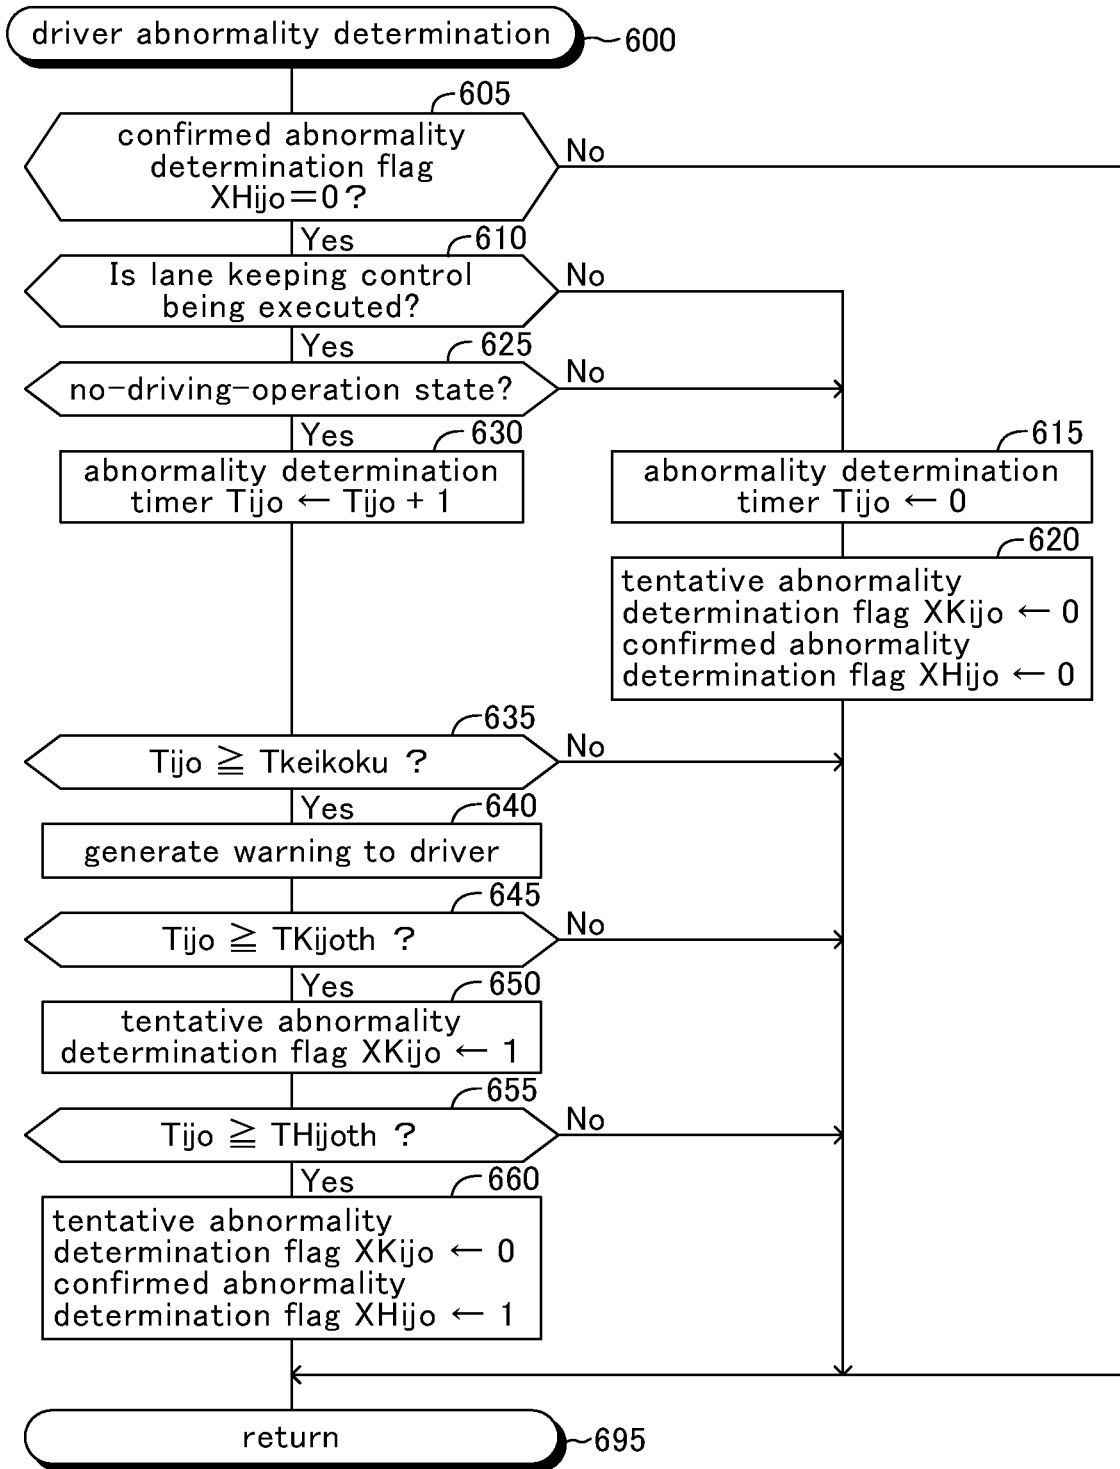 driver abnormality determination
600
605
confirmed abnormality
determination flag
XHijo=0?
No
Yes
610
Is lane keeping control
being executed?
No
Yes
625
no-driving-operation state?
No
Yes
630
abnormality determination
timer Tijo ← Tijo + 1
615
abnormality determination
timer Tijo ← 0
620
tentative abnormality
determination flag XKijo ← 0
confirmed abnormality
determination flag XHijo ← 0
635
Tijo ≧ Tkeikoku ?
No
Yes
640
generate warning to driver
645
Tijo ≧ TKijoth ?
No
Yes
650
tentative abnormality
determination flag XKijo ← 1
655
Tijo ≧ THijoth ?
No
Yes
660
tentative abnormality
determination flag XKijo ← 0
confirmed abnormality
determination flag XHijo ← 1
return
695